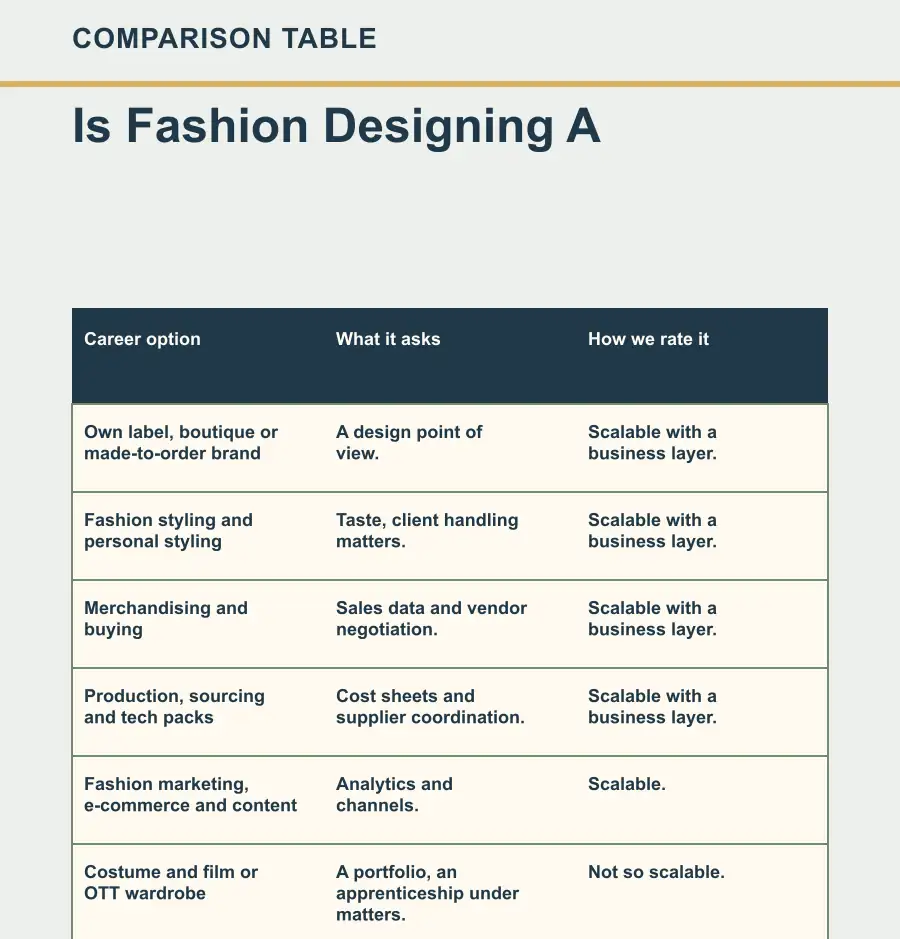 COMPARISON TABLE
Is Fashion Designing A
Career option What it asks How we rate it
Own label, boutique or A design point of Scalable with a
made-to-order brand view. business layer.
Fashion styling and Taste, client handling Scalable with a
personal styling matters. business layer.
Merchandising and Sales data and vendor Scalable with a
buying negotiation. business layer.
Production, sourcing Cost sheets and Scalable with a
and tech packs supplier coordination. business layer.
Fashion marketing, Analytics and Scalable.
e-commerce and content channels.
Costume and film or A portfolio, an Not so scalable.
OTT wardrobe apprenticeship under
matters.